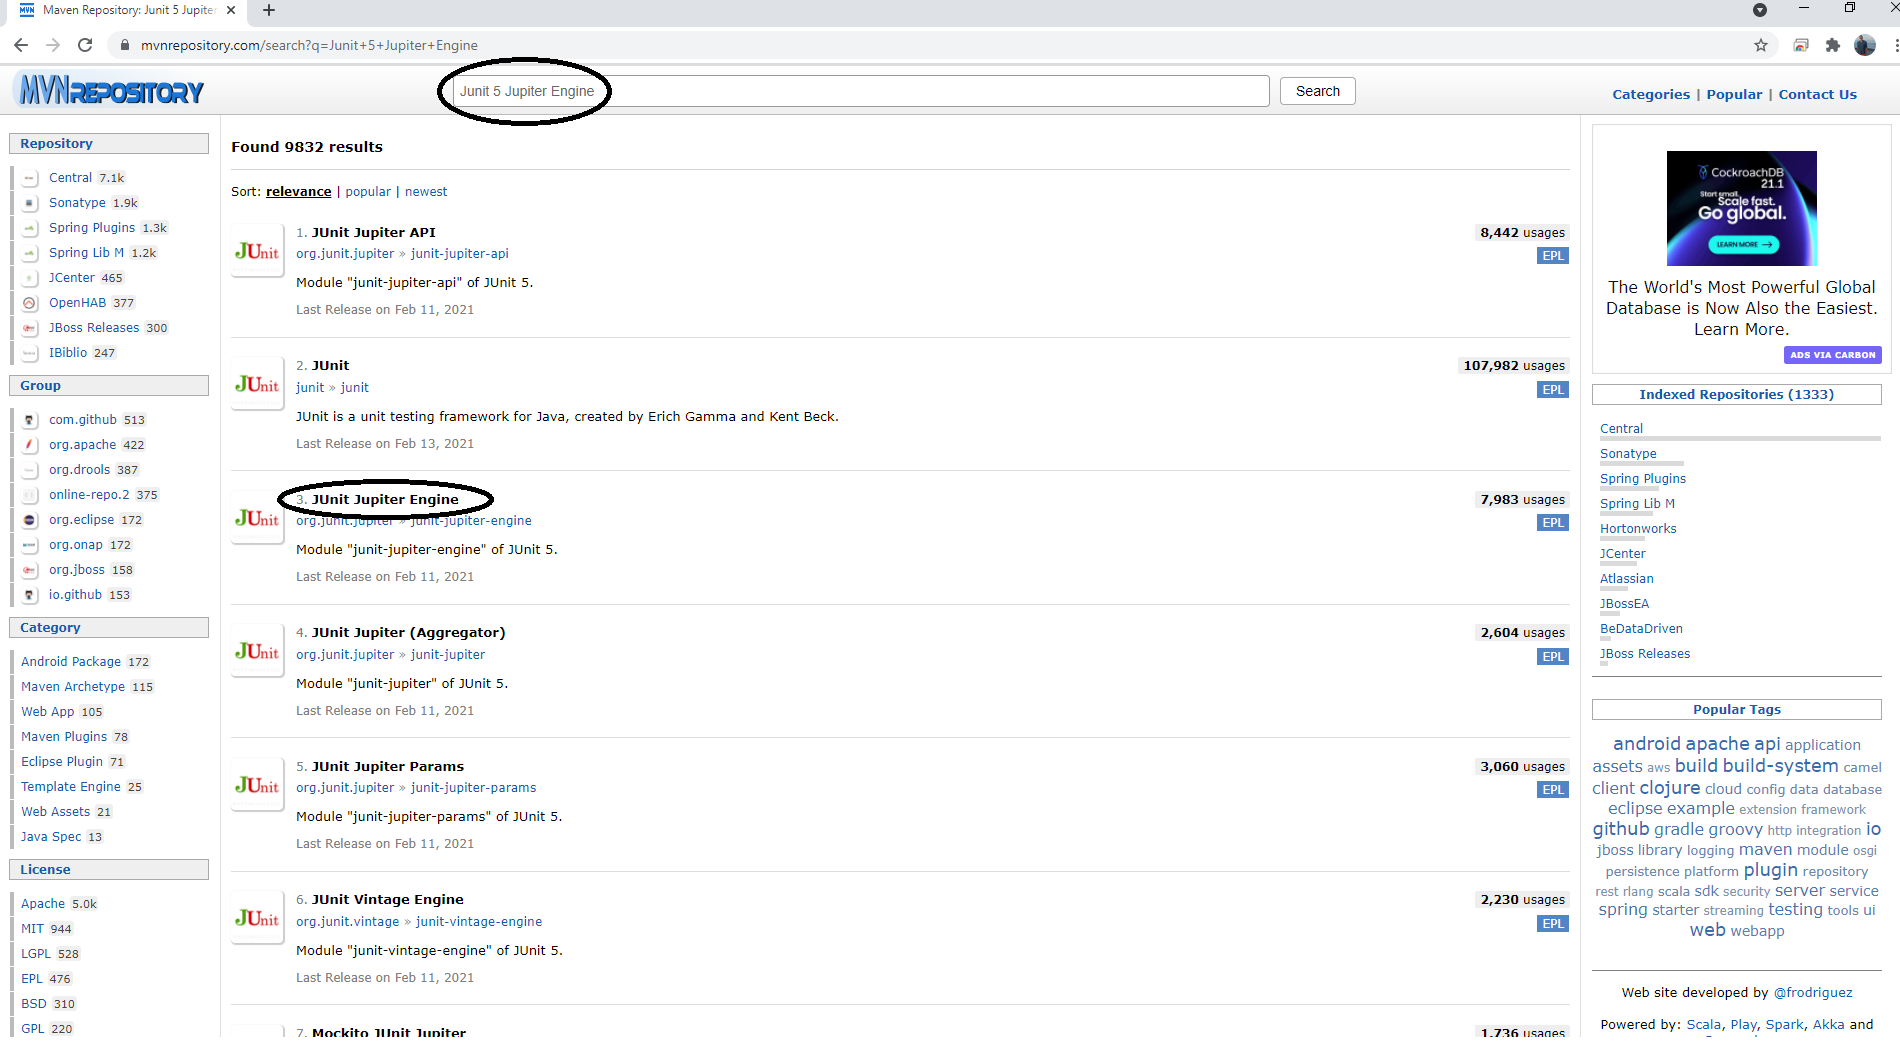 Maven Repository: Junit 5 Jupiter
mvnrepository.com/search?q=Junit+5+Jupiter+Engine
MVNREPOSITORY
Junit 5 Jupiter Engine
Search
Categories | Popular | Contact Us
Repository
Central 7.1k
Sonatype 1.9k
Spring Plugins 1.3k
Spring Lib M 1.2k
JCenter 465
OpenHAB 377
JBoss Releases 300
IBiblio 247
Group
com.github 513
org.apache 422
org.drools 387
online-repo.2 375
org.eclipse 172
org.onap 172
org.jboss 158
io.github 153
Category
Android Package 172
Maven Archetype 115
Web App 105
Maven Plugins 78
Eclipse Plugin 71
Template Engine 25
Web Assets 21
Java Spec 13
License
Apache 5.0k
MIT 944
LGPL 528
EPL 476
BSD 310
GPL 220
Found 9832 results
Sort: relevance | popular | newest
JUnit
1. JUnit Jupiter API
8,442 usages
org.junit.jupiter » junit-jupiter-api
EPL
Module "junit-jupiter-api" of JUnit 5.
Last Release on Feb 11, 2021
JUnit
2. JUnit
107,982 usages
junit » junit
EPL
JUnit is a unit testing framework for Java, created by Erich Gamma and Kent Beck.
Last Release on Feb 13, 2021
JUnit
3. JUnit Jupiter Engine
7,983 usages
org.junit.jupiter » junit-jupiter-engine
EPL
Module "junit-jupiter-engine" of JUnit 5.
Last Release on Feb 11, 2021
JUnit
4. JUnit Jupiter (Aggregator)
2,604 usages
org.junit.jupiter » junit-jupiter
EPL
Module "junit-jupiter" of JUnit 5.
Last Release on Feb 11, 2021
JUnit
5. JUnit Jupiter Params
3,060 usages
org.junit.jupiter » junit-jupiter-params
EPL
Module "junit-jupiter-params" of JUnit 5.
Last Release on Feb 11, 2021
JUnit
6. JUnit Vintage Engine
2,230 usages
org.junit.vintage » junit-vintage-engine
EPL
Module "junit-vintage-engine" of JUnit 5.
Last Release on Feb 11, 2021
7. Mockito JUnit Jupiter
1,736 usages
CockroachDB
21.1
Start small.
Scale fast.
Go global.
LEARN MORE →
The World's Most Powerful Global
Database is Now Also the Easiest.
Learn More.
ADS VIA CARBON
Indexed Repositories (1333)
Central
Sonatype
Spring Plugins
Spring Lib M
Hortonworks
JCenter
Atlassian
JBossEA
BeDataDriven
JBoss Releases
Popular Tags
android apache api application
assets aws build build-system camel
client clojure cloud config data database
eclipse example extension framework
github gradle groovy http integration io
jboss library logging maven module osgi
persistence platform plugin repository
rest rlang scala sdk security server service
spring starter streaming testing tools ui
web webapp
Web site developed by @frodriguez
Powered by: Scala, Play, Spark, Akka and